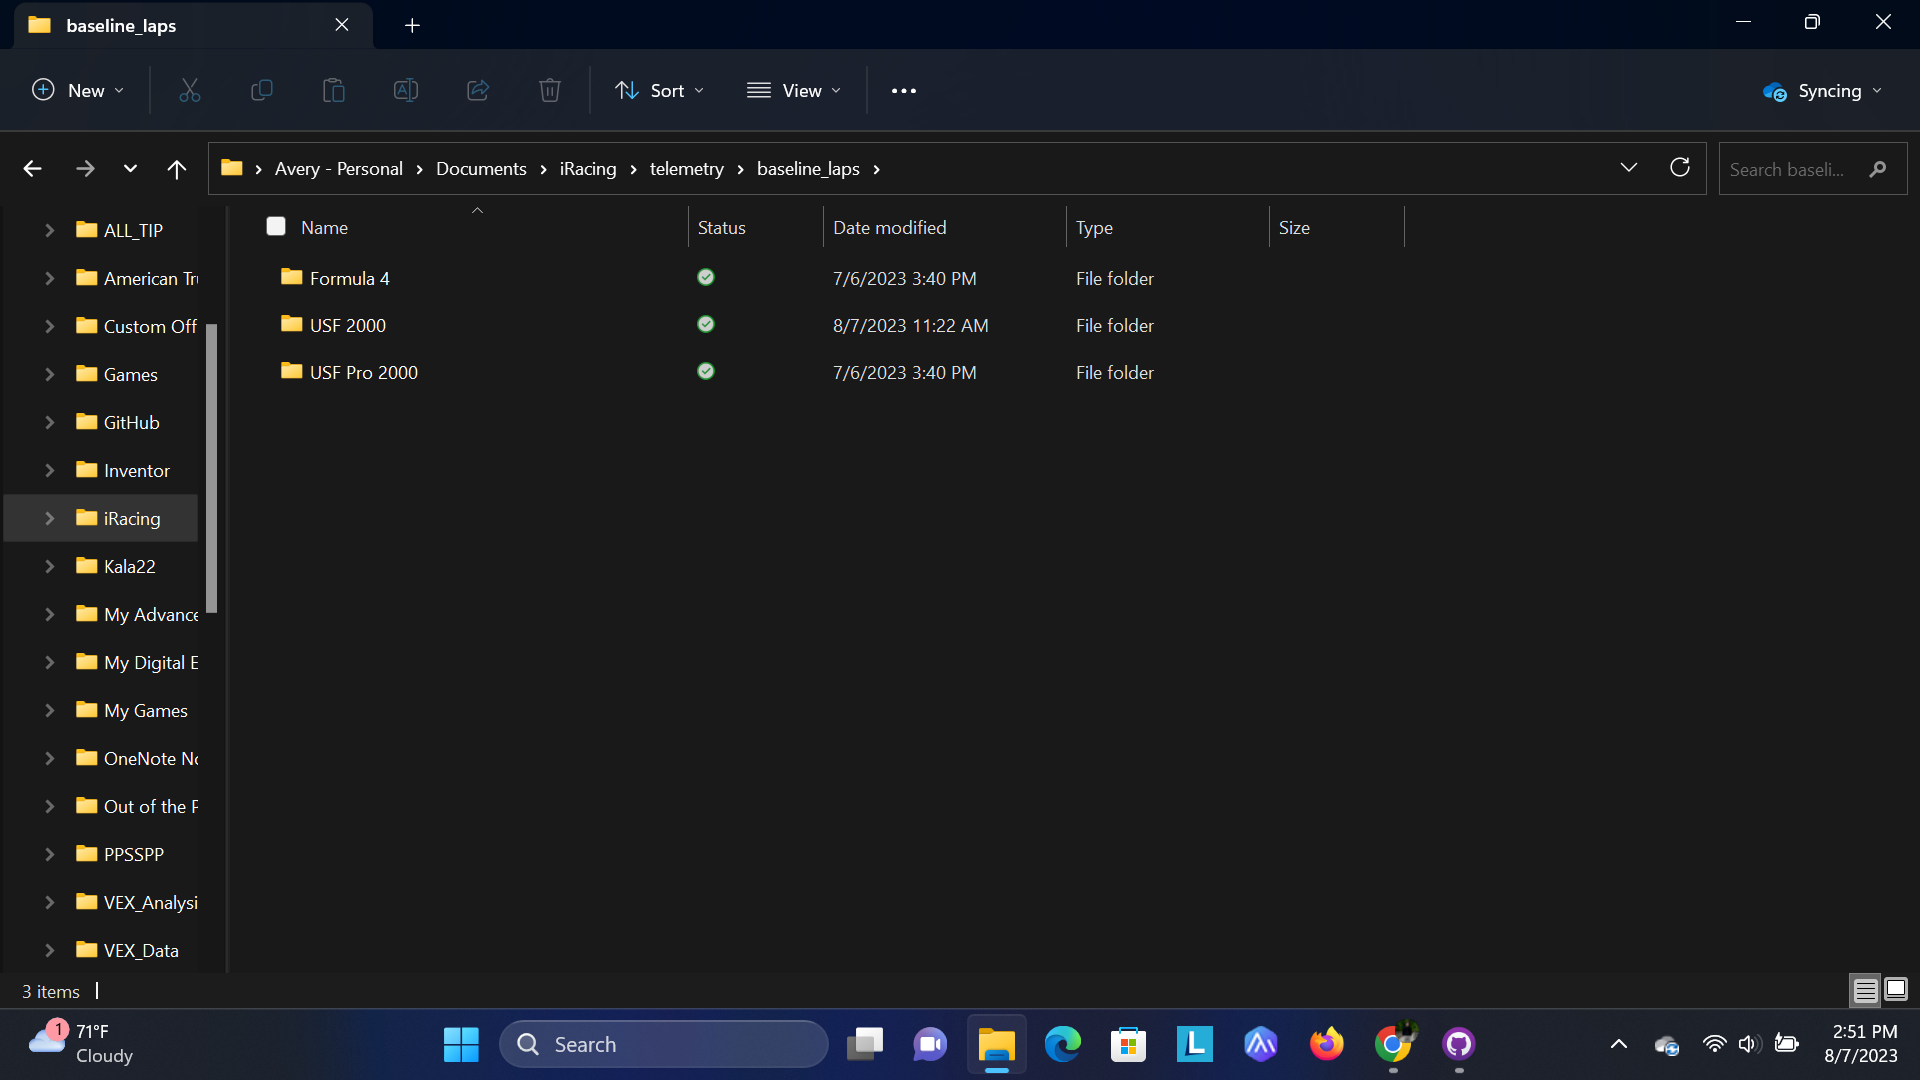 baseline_laps
New
Sort
View
Syncing
Avery - Personal > Documents > iRacing > telemetry > baseline_laps >
Search baseli...
Name Status Date modified Type Size
Formula 4 7/6/2023 3:40 PM File folder
USF 2000 8/7/2023 11:22 AM File folder
USF Pro 2000 7/6/2023 3:40 PM File folder
ALL_TIP
American Tru
Custom Off
Games
GitHub
Inventor
iRacing
Kala22
My Advance
My Digital E
My Games
OneNote No
Out of the P
PPSSPP
VEX_Analysi
VEX_Data
3 items
1
71°F
Cloudy
Search
L
2:51 PM
8/7/2023